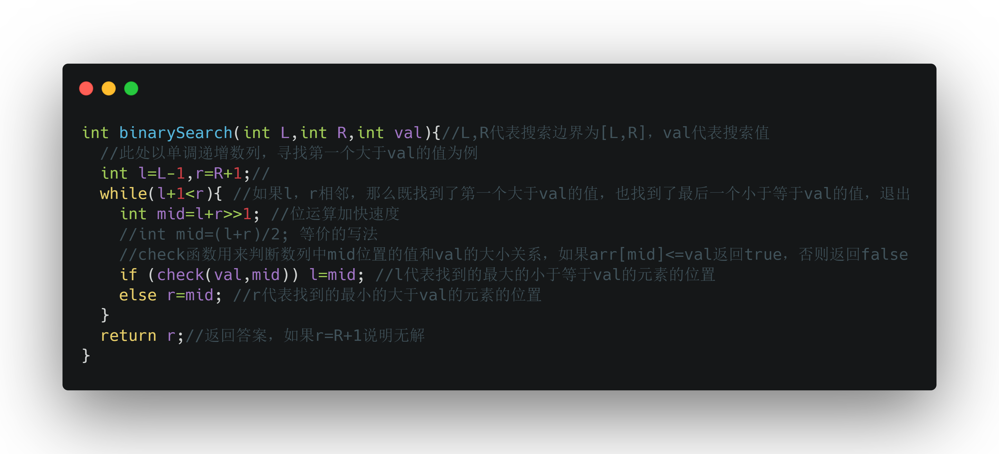 int binarySearch(int L,int R,int val){//L,R代表搜索边界为[L,R]，val代表搜索值
  //此处以单调递增数列，寻找第一个大于val的值为例
  int l=L-1,r=R+1;//
  while(l+1<r){ //如果l，r相邻，那么既找到了第一个大于val的值，也找到了最后一个小于等于val的值，退出
    int mid=l+r>>1; //位运算加快速度
    //int mid=(l+r)/2; 等价的写法
    //check函数用来判断数列中mid位置的值和val的大小关系，如果arr[mid]<=val返回true，否则返回false
    if (check(val,mid)) l=mid; //l代表找到的最大的小于等于val的元素的位置
    else r=mid; //r代表找到的最小的大于val的元素的位置
  }
  return r;//返回答案，如果r=R+1说明无解
}